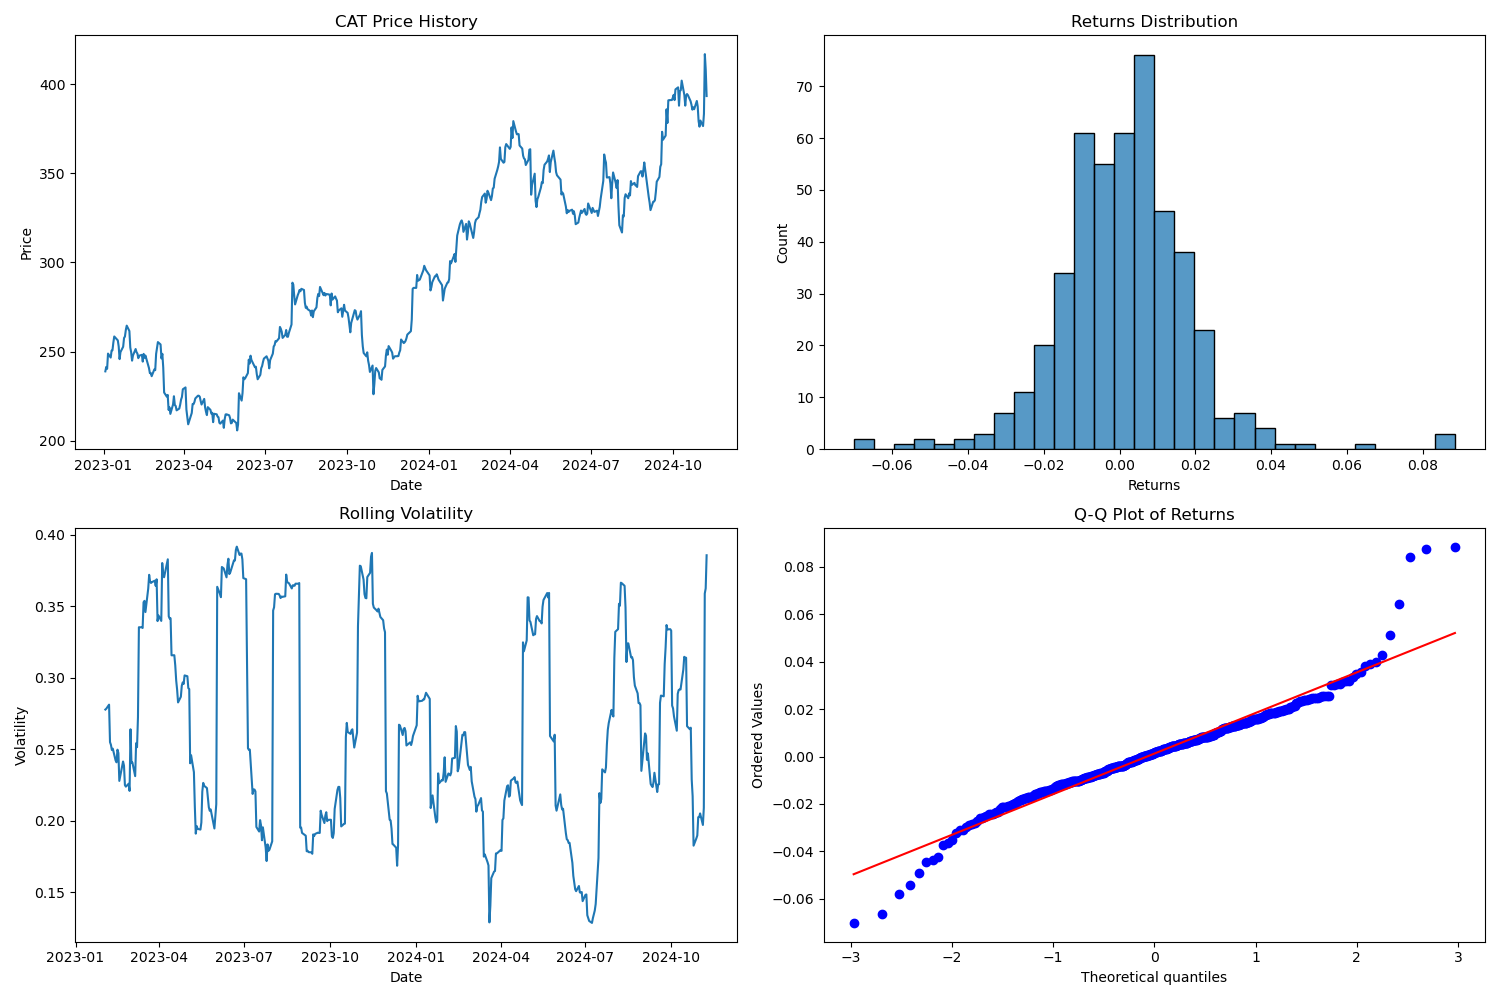 CAT Price History
400
350
300
250
200
Price
2023-01 2023-04 2023-07 2023-10 2024-01 2024-04 2024-07 2024-10
Date
Returns Distribution
70
60
50
40
30
20
10
0
Count
−0.06 −0.04 −0.02 0.00 0.02 0.04 0.06 0.08
Returns
Rolling Volatility
0.40
0.35
0.30
0.25
0.20
0.15
Volatility
2023-01 2023-04 2023-07 2023-10 2024-01 2024-04 2024-07 2024-10
Date
Q-Q Plot of Returns
0.08
0.06
0.04
0.02
0.00
−0.02
−0.04
−0.06
Ordered Values
−3 −2 −1 0 1 2 3
Theoretical quantiles